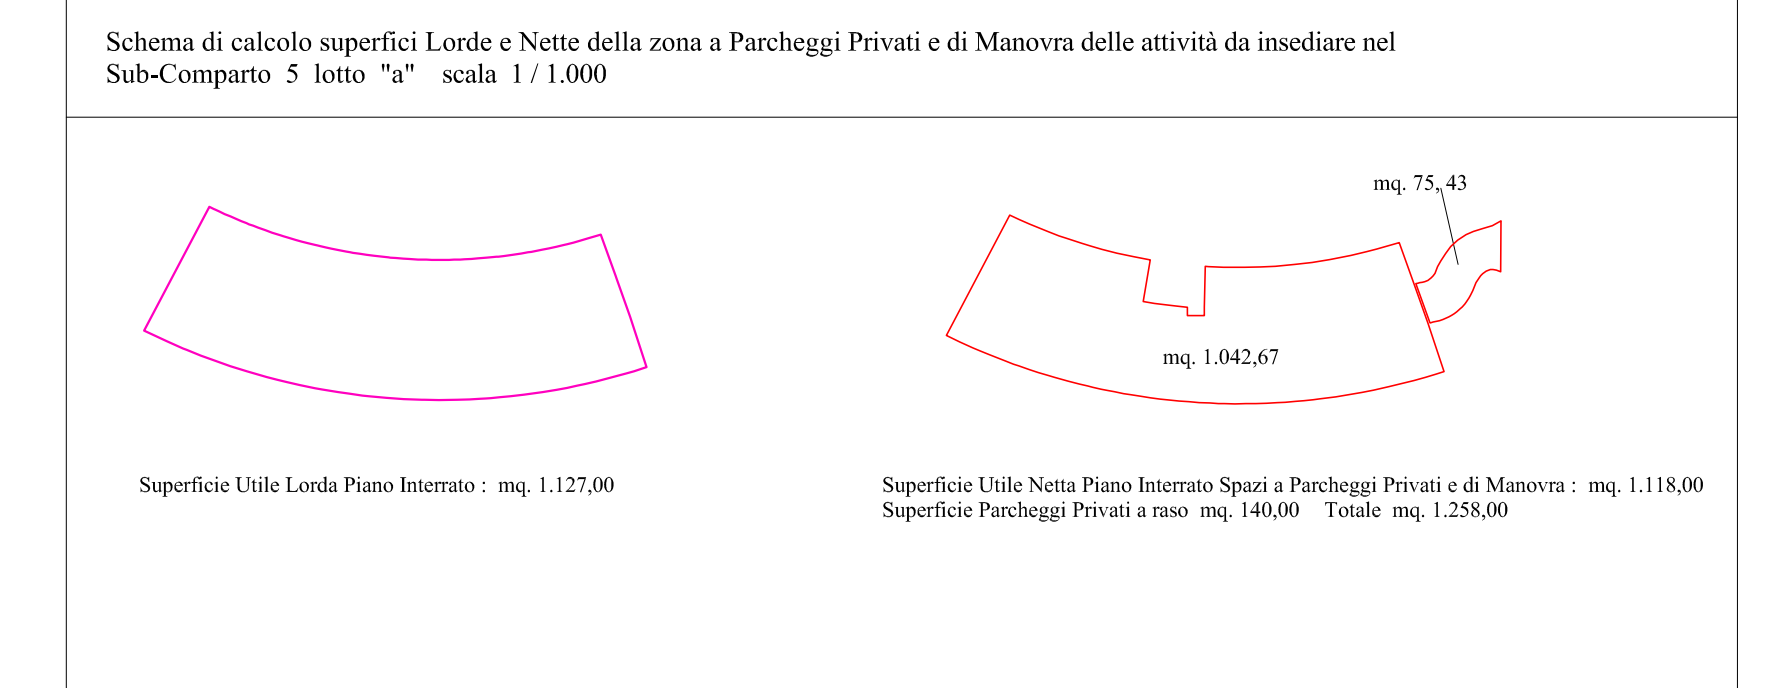 Schema di calcolo superfici Lorde e Nette della zona a Parcheggi Privati e di Manovra delle attività da insediare nel
Sub-Comparto 5 lotto "a" scala 1 / 1.000
mq. 75, 43
mq. 1.042,67
Superficie Utile Lorda Piano Interrato : mq. 1.127,00
Superficie Utile Netta Piano Interrato Spazi a Parcheggi Privati e di Manovra : mq. 1.118,00
Superficie Parcheggi Privati a raso mq. 140,00 Totale mq. 1.258,00